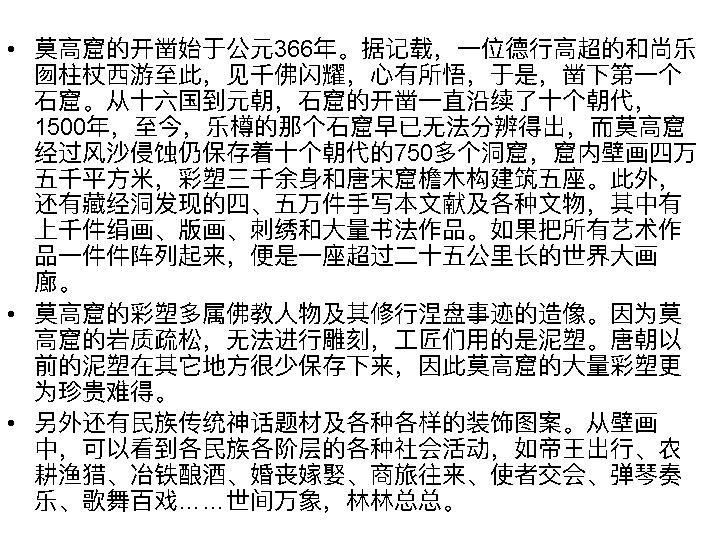 • 莫高窟的开凿始于公元366年。据记载，一位德行高超的和尚乐
囪柱杖西游至此，见千佛闪耀，心有所悟，于是，凿下第一个
石窟。从十六国到元朝，石窟的开凿一直沿续了十个朝代，
1500年，至今，乐樽的那个石窟早已无法分辨得出，而莫高窟
经过风沙侵蚀仍保存着十个朝代的750多个洞窟，窟内壁画四万
五千平方米，彩塑三千余身和唐宋窟檐木构建筑五座。此外，
还有藏经洞发现的四、五万件手写本文献及各种文物，其中有
上千件绢画、版画、刺绣和大量书法作品。如果把所有艺术作
品一件件阵列起来，便是一座超过二十五公里长的世界大画
廊。
• 莫高窟的彩塑多属佛教人物及其修行涅盘事迹的造像。因为莫
高窟的岩质疏松，无法进行雕刻，工匠们用的是泥塑。唐朝以
前的泥塑在其它地方很少保存下来，因此莫高窟的大量彩塑更
为珍贵难得。
• 另外还有民族传统神话题材及各种各样的装饰图案。从壁画
中，可以看到各民族各阶层的各种社会活动，如帝王出行、农
耕渔猎、冶铁酿酒、婚丧嫁娶、商旅往来、使者交会、弹琴奏
乐、歌舞百戏……世间万象，林林总总。